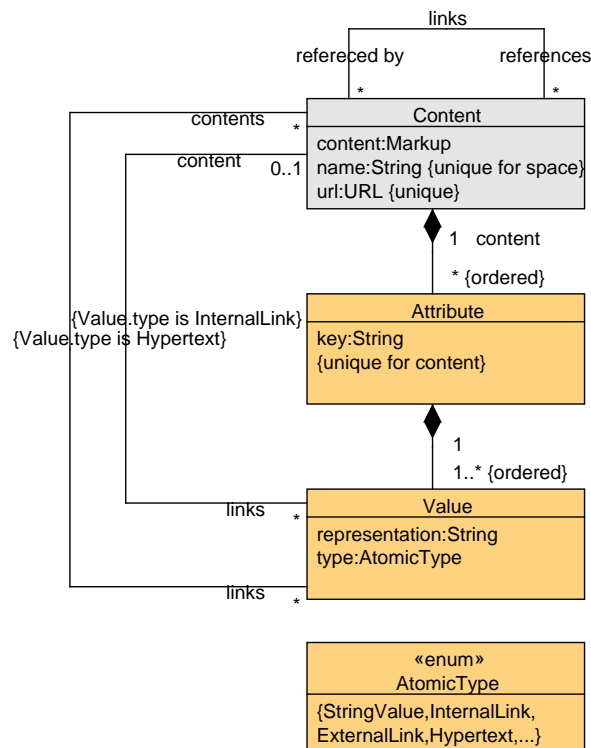 links
refereced by
references
*
*
contents
*
Content
content:Markup
name:String {unique for space}
url:URL {unique}
content
0..1
1 content
* {ordered}
{Value.type is InternalLink}
{Value.type is Hypertext}
Attribute
key:String
{unique for content}
1
1..* {ordered}
links
*
Value
representation:String
type:AtomicType
links
*
«enum»
AtomicType
{StringValue,InternalLink,
ExternalLink,Hypertext,...}